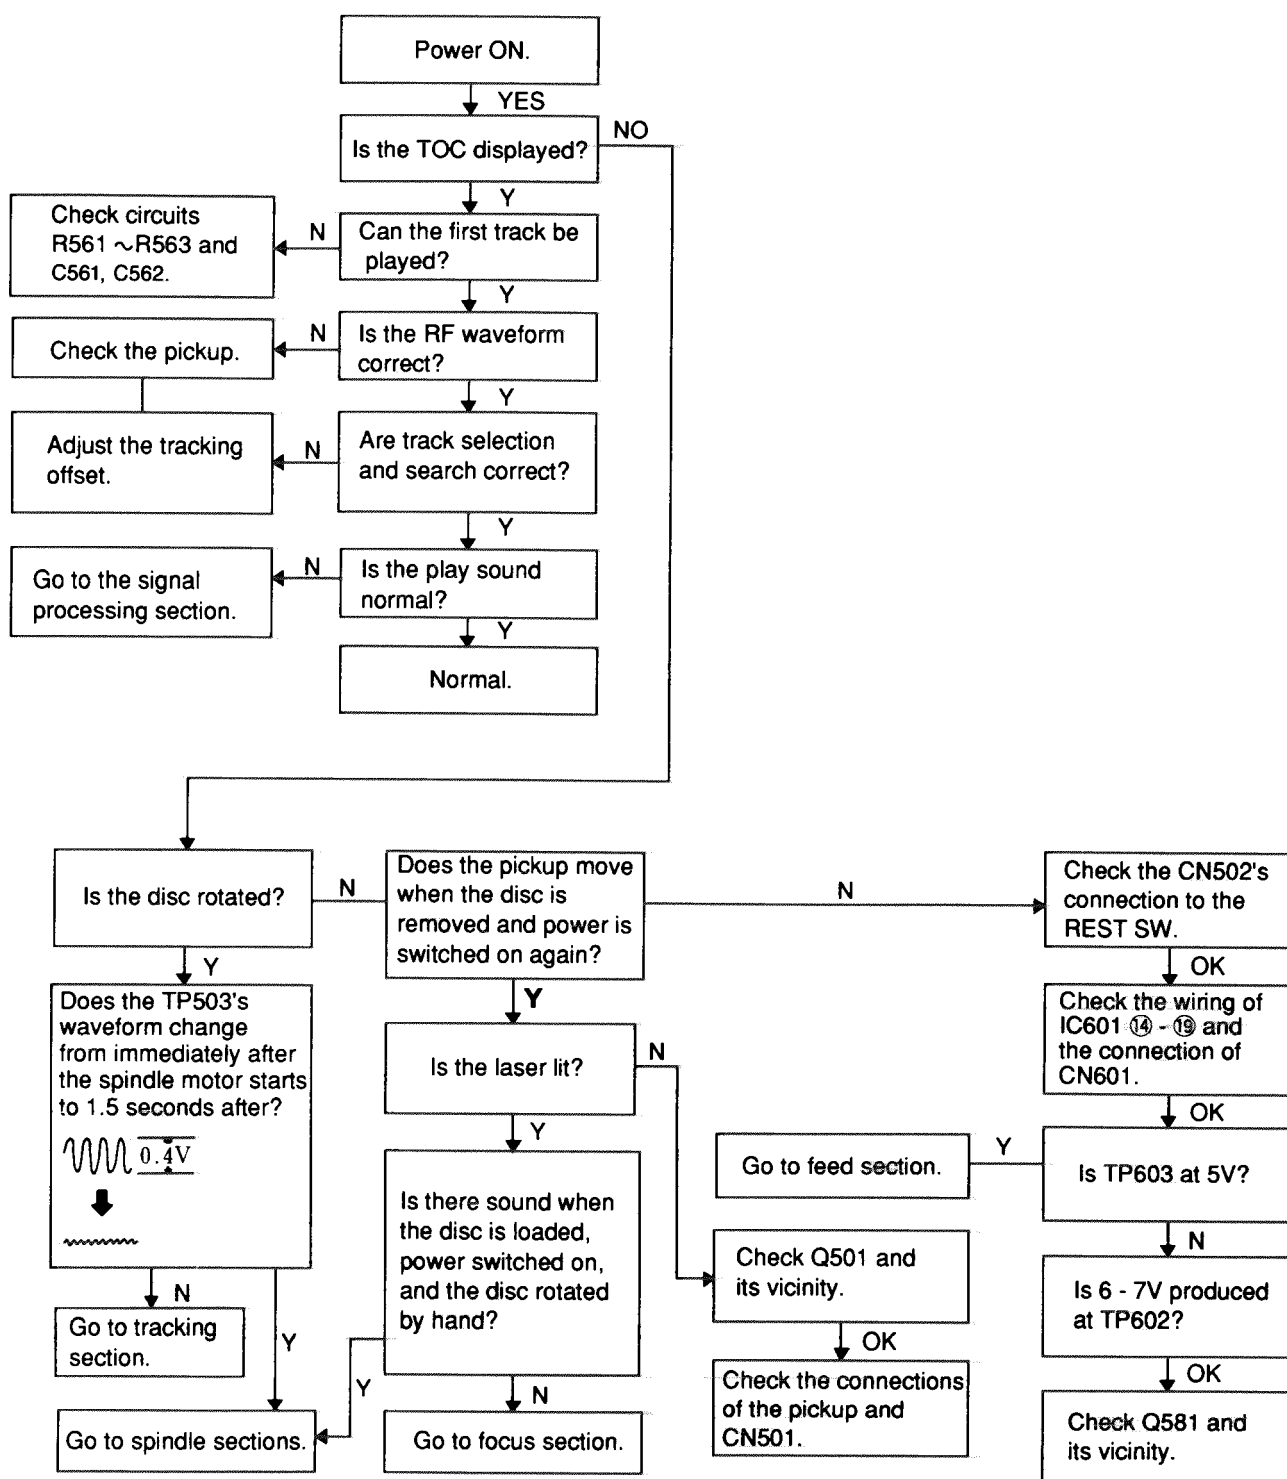 Power ON.
YES
Is the TOC displayed?
NO
Y
Check circuits
R561 ~R563 and
C561, C562.
N
Can the first track be
played?
Y
Check the pickup.
N
Is the RF waveform
correct?
Y
Adjust the tracking
offset.
N
Are track selection
and search correct?
Y
Go to the signal
processing section.
N
Is the play sound
normal?
Y
Normal.
Is the disc rotated?
N
Does the pickup move
when the disc is
removed and power is
switched on again?
N
Check the CN502's
connection to the
REST SW.
Y
Y
OK
Does the TP503's
waveform change
from immediately after
the spindle motor starts
to 1.5 seconds after?
0.4V
Is the laser lit?
N
Check the wiring of
IC601 ⑭ - ⑲ and
the connection of
CN601.
Y
OK
Go to feed section.
Y
Is TP603 at 5V?
Is there sound when
the disc is loaded,
power switched on,
and the disc rotated
by hand?
N
Check Q501 and
its vicinity.
Is 6 - 7V produced
at TP602?
N
Go to tracking
section.
Y
Y
OK
OK
Check the connections
of the pickup and
CN501.
N
Go to spindle sections.
Go to focus section.
Check Q581 and
its vicinity.